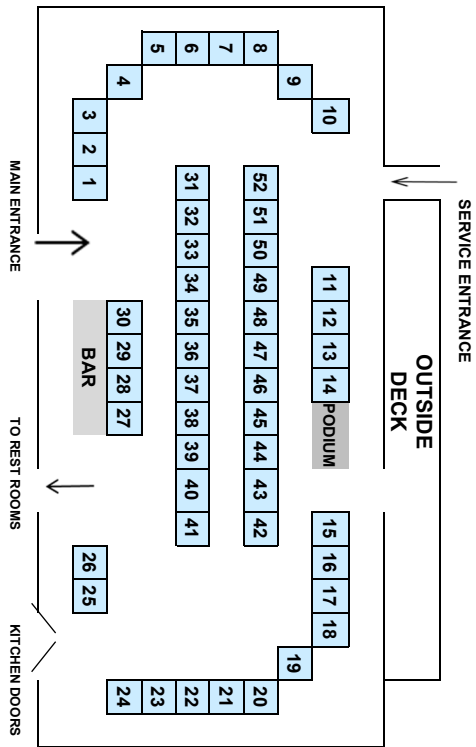 SERVICE ENTRANCE
OUTSIDE
DECK
10 11 12 13 14 PODIUM 15 16 17 18
9 19
8 52 51 50 49 48 47 46 45 44 43 42 20
7 21
6 31 32 33 34 35 36 37 38 39 40 41 22
5 23
4 30 29 28 27 24
3 2 1 BAR 26 25
MAIN ENTRANCE TO REST ROOMS KITCHEN DOORS